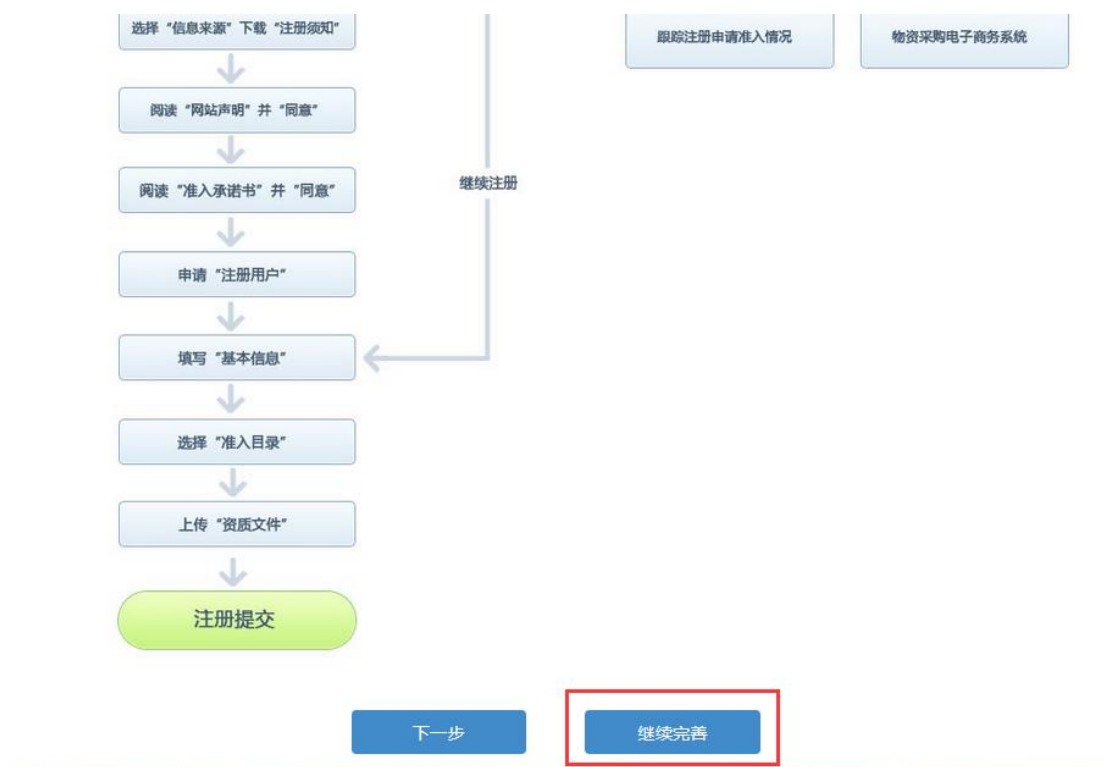 选择“信息来源”下载“注册须知”
跟踪注册申请准入情况
物资采购电子商务系统
阅读“网站声明”并“同意”
阅读“准入承诺书”并“同意”
继续注册
申请“注册用户”
填写“基本信息”
选择“准入目录”
上传“资质文件”
注册提交
下一步
继续完善